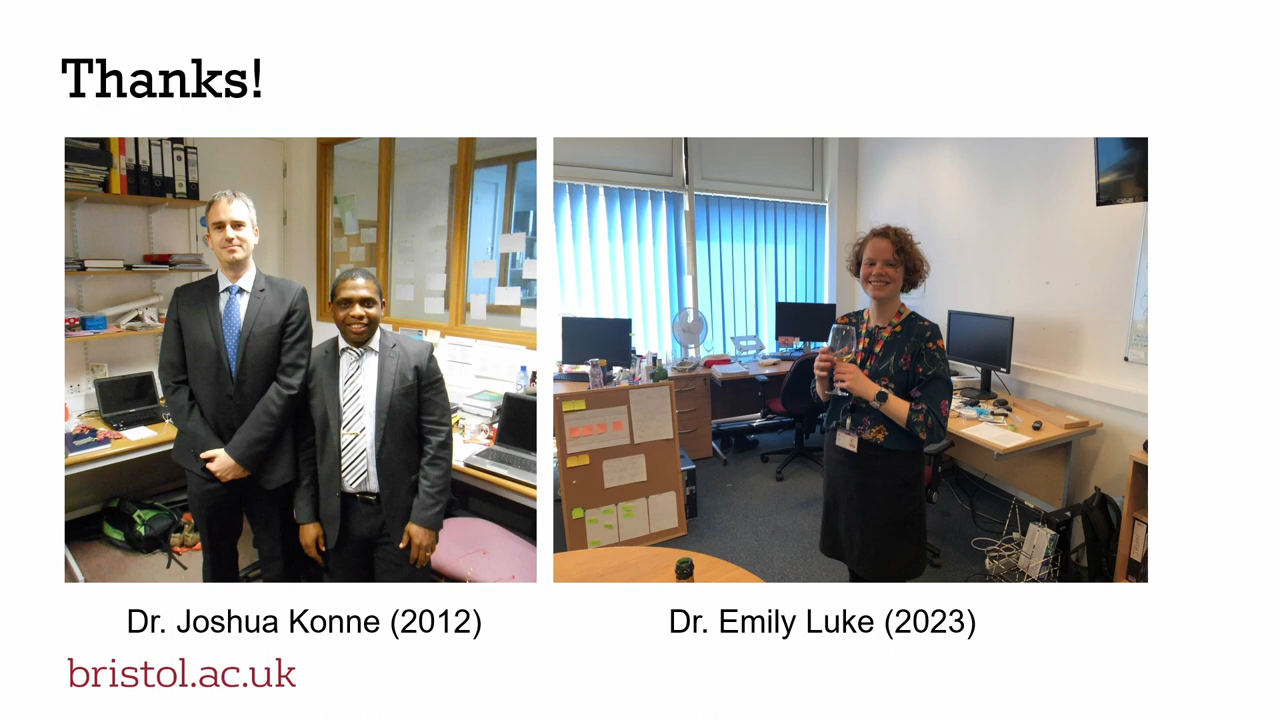 Thanks!
Dr. Joshua Konne (2012)
Dr. Emily Luke (2023)
bristol.ac.uk